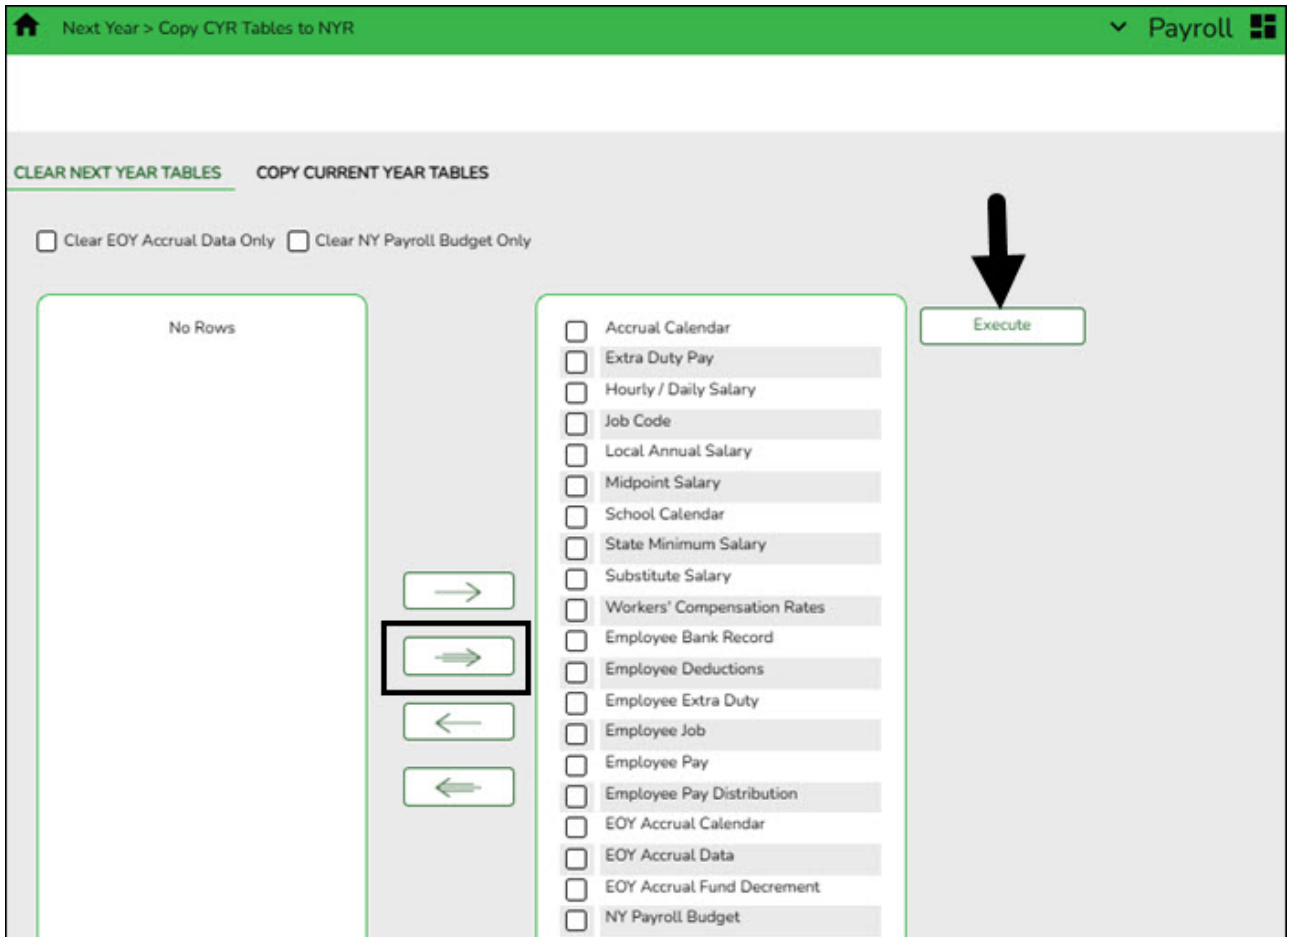 Next Year > Copy CYR Tables to NYR
Payroll
CLEAR NEXT YEAR TABLES
COPY CURRENT YEAR TABLES
Clear EOY Accrual Data Only
Clear NY Payroll Budget Only
No Rows
Accrual Calendar
Extra Duty Pay
Hourly / Daily Salary
Job Code
Local Annual Salary
Midpoint Salary
School Calendar
State Minimum Salary
Substitute Salary
Workers' Compensation Rates
Employee Bank Record
Employee Deductions
Employee Extra Duty
Employee Job
Employee Pay
Employee Pay Distribution
EOY Accrual Calendar
EOY Accrual Data
EOY Accrual Fund Decrement
NY Payroll Budget
Execute